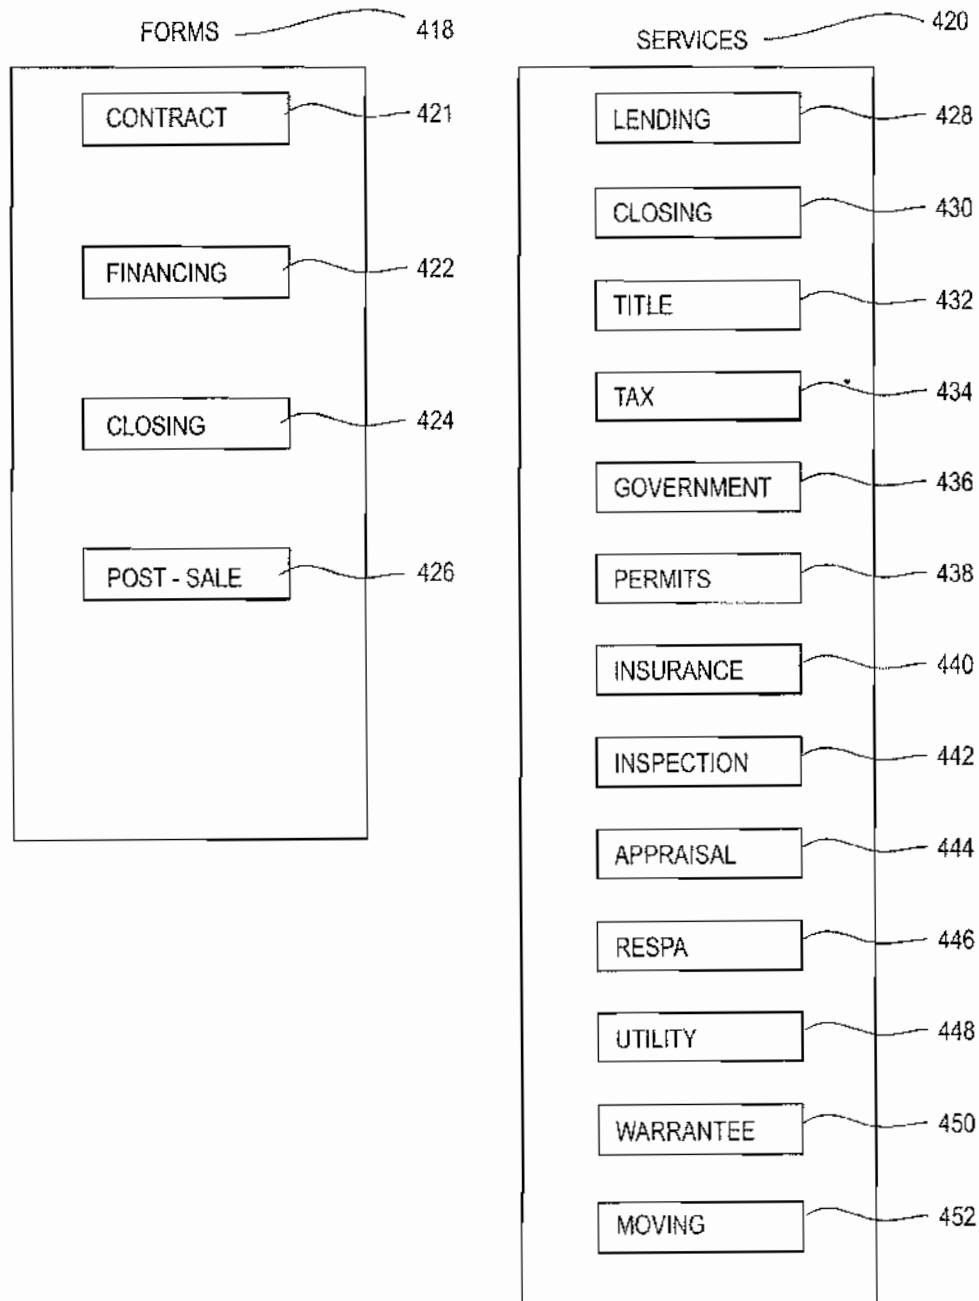 FORMS 418
CONTRACT 421
FINANCING 422
CLOSING 424
POST - SALE 426
SERVICES 420
LENDING 428
CLOSING 430
TITLE 432
TAX 434
GOVERNMENT 436
PERMITS 438
INSURANCE 440
INSPECTION 442
APPRAISAL 444
RESPA 446
UTILITY 448
WARRANTEE 450
MOVING 452